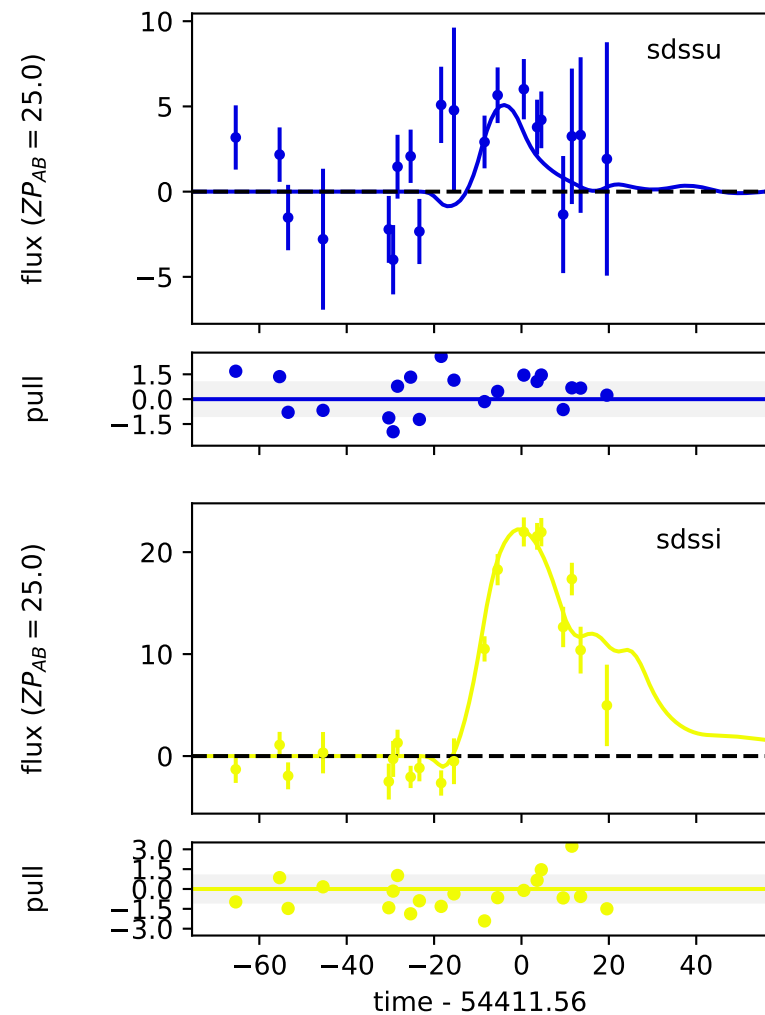 10
5
0
−5
flux (ZP_AB = 25.0)
sdssu
1.5
0.0
−1.5
pull
20
10
0
flux (ZP_AB = 25.0)
sdssi
3.0
1.5
0.0
−1.5
−3.0
pull
−60 −40 −20 0 20 40
time - 54411.56